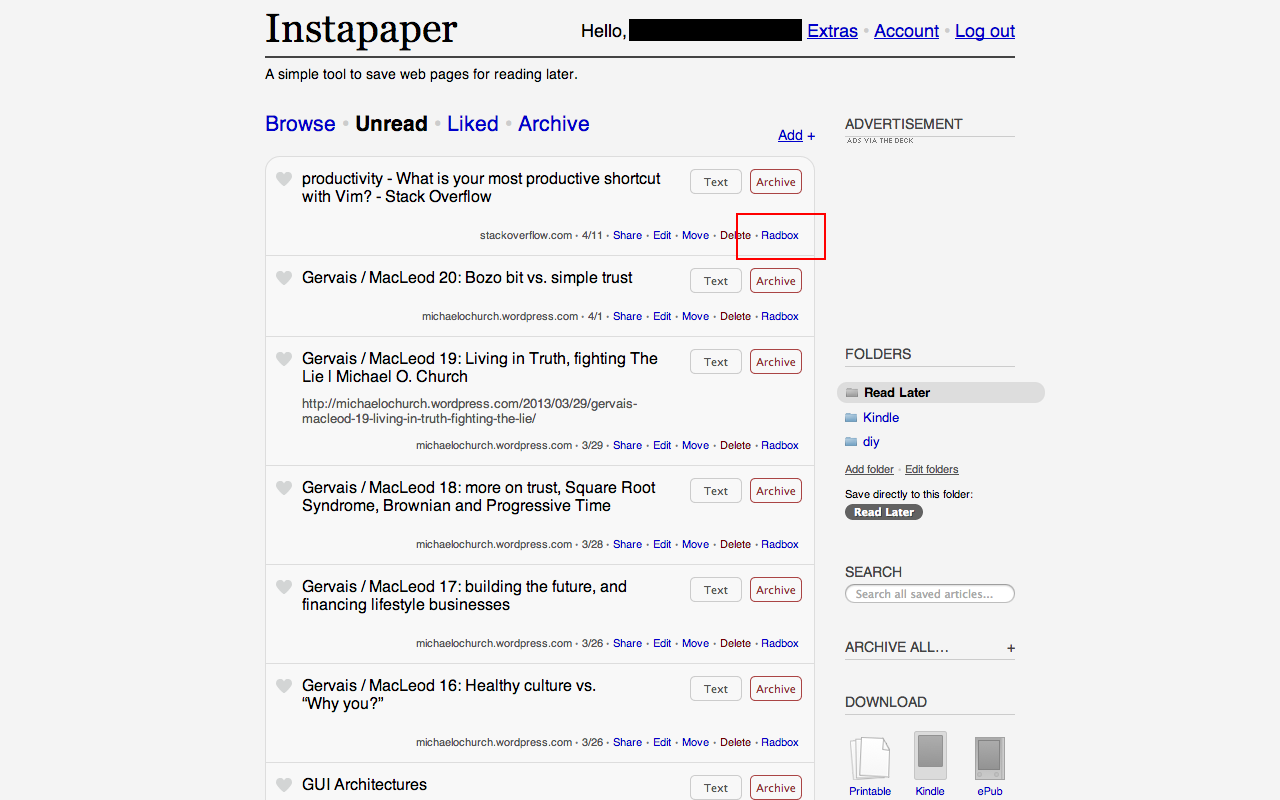 Instapaper
Hello, Extras • Account • Log out
A simple tool to save web pages for reading later.
Browse • Unread • Liked • Archive
Add +
productivity - What is your most productive shortcut
with Vim? - Stack Overflow
Text Archive
stackoverflow.com • 4/11 • Share • Edit • Move • Delete • Radbox
Gervais / MacLeod 20: Bozo bit vs. simple trust
Text Archive
michaelochurch.wordpress.com • 4/1 • Share • Edit • Move • Delete • Radbox
Gervais / MacLeod 19: Living in Truth, fighting The
Lie | Michael O. Church
Text Archive
http://michaelochurch.wordpress.com/2013/03/29/gervais-
macleod-19-living-in-truth-fighting-the-lie/
michaelochurch.wordpress.com • 3/29 • Share • Edit • Move • Delete • Radbox
Gervais / MacLeod 18: more on trust, Square Root
Syndrome, Brownian and Progressive Time
Text Archive
michaelochurch.wordpress.com • 3/28 • Share • Edit • Move • Delete • Radbox
Gervais / MacLeod 17: building the future, and
financing lifestyle businesses
Text Archive
michaelochurch.wordpress.com • 3/26 • Share • Edit • Move • Delete • Radbox
Gervais / MacLeod 16: Healthy culture vs.
“Why you?”
Text Archive
michaelochurch.wordpress.com • 3/26 • Share • Edit • Move • Delete • Radbox
GUI Architectures
Text Archive
ADVERTISEMENT
ADS VIA THE DECK
FOLDERS
Read Later
Kindle
diy
Add folder • Edit folders
Save directly to this folder:
Read Later
SEARCH
Search all saved articles...
ARCHIVE ALL… +
DOWNLOAD
Printable Kindle ePub